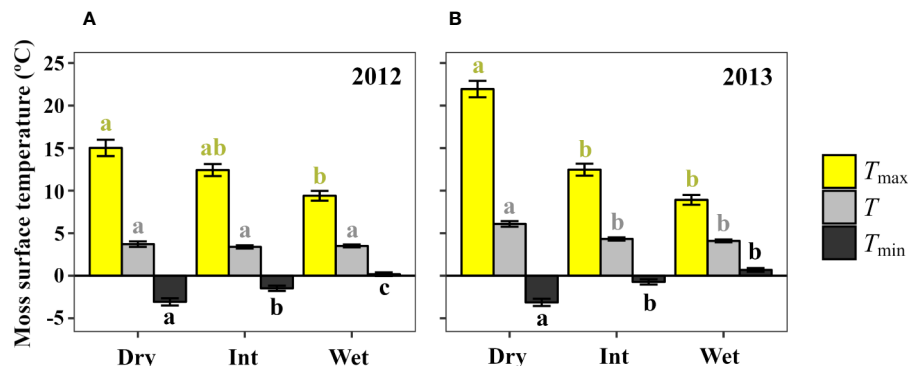 A
B
Moss surface temperature (ºC)
25
20
15
10
5
0
-5
2012
a
a
a
ab
a
b
b
a
c
Dry
Int
Wet
2013
a
a
a
b
b
b
b
b
b
Dry
Int
Wet
Tmax
T
Tmin